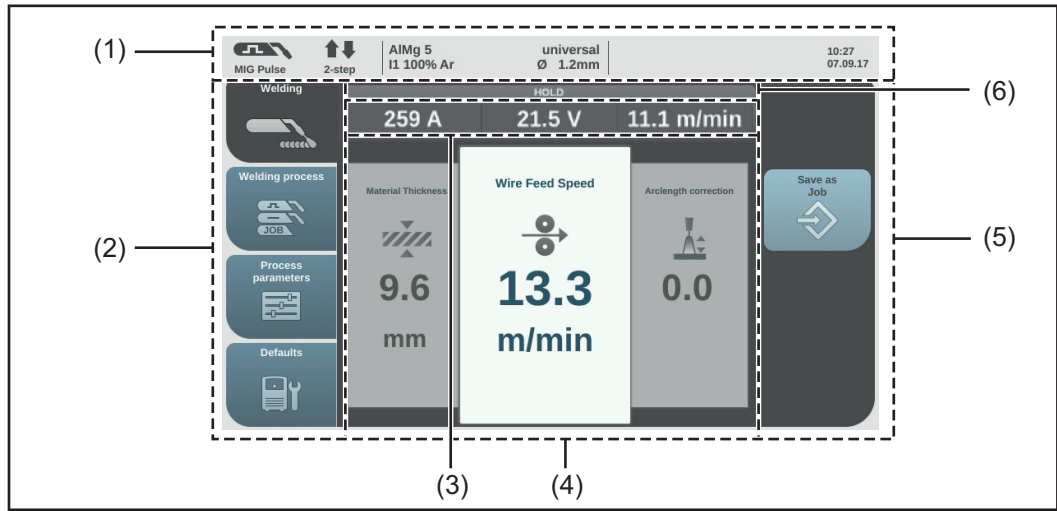 (1)
MIG Pulse
2-step
AlMg 5
I1 100% Ar
universal
Ø 1.2mm
10:27
07.09.17
(2)
Welding
Welding process
JOB
Process
parameters
Defaults
HOLD
259 A
21.5 V
11.1 m/min
Material Thickness
9.6
mm
Wire Feed Speed
13.3
m/min
Arclength correction
0.0
Save as
Job
(6)
(5)
(3)
(4)